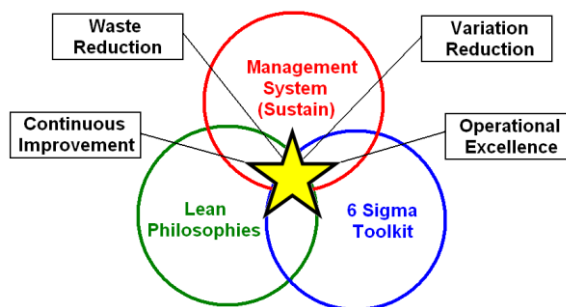 Waste
Reduction
Variation
Reduction
Management
System
(Sustain)
Continuous
Improvement
Operational
Excellence
Lean
Philosophies
6 Sigma
Toolkit